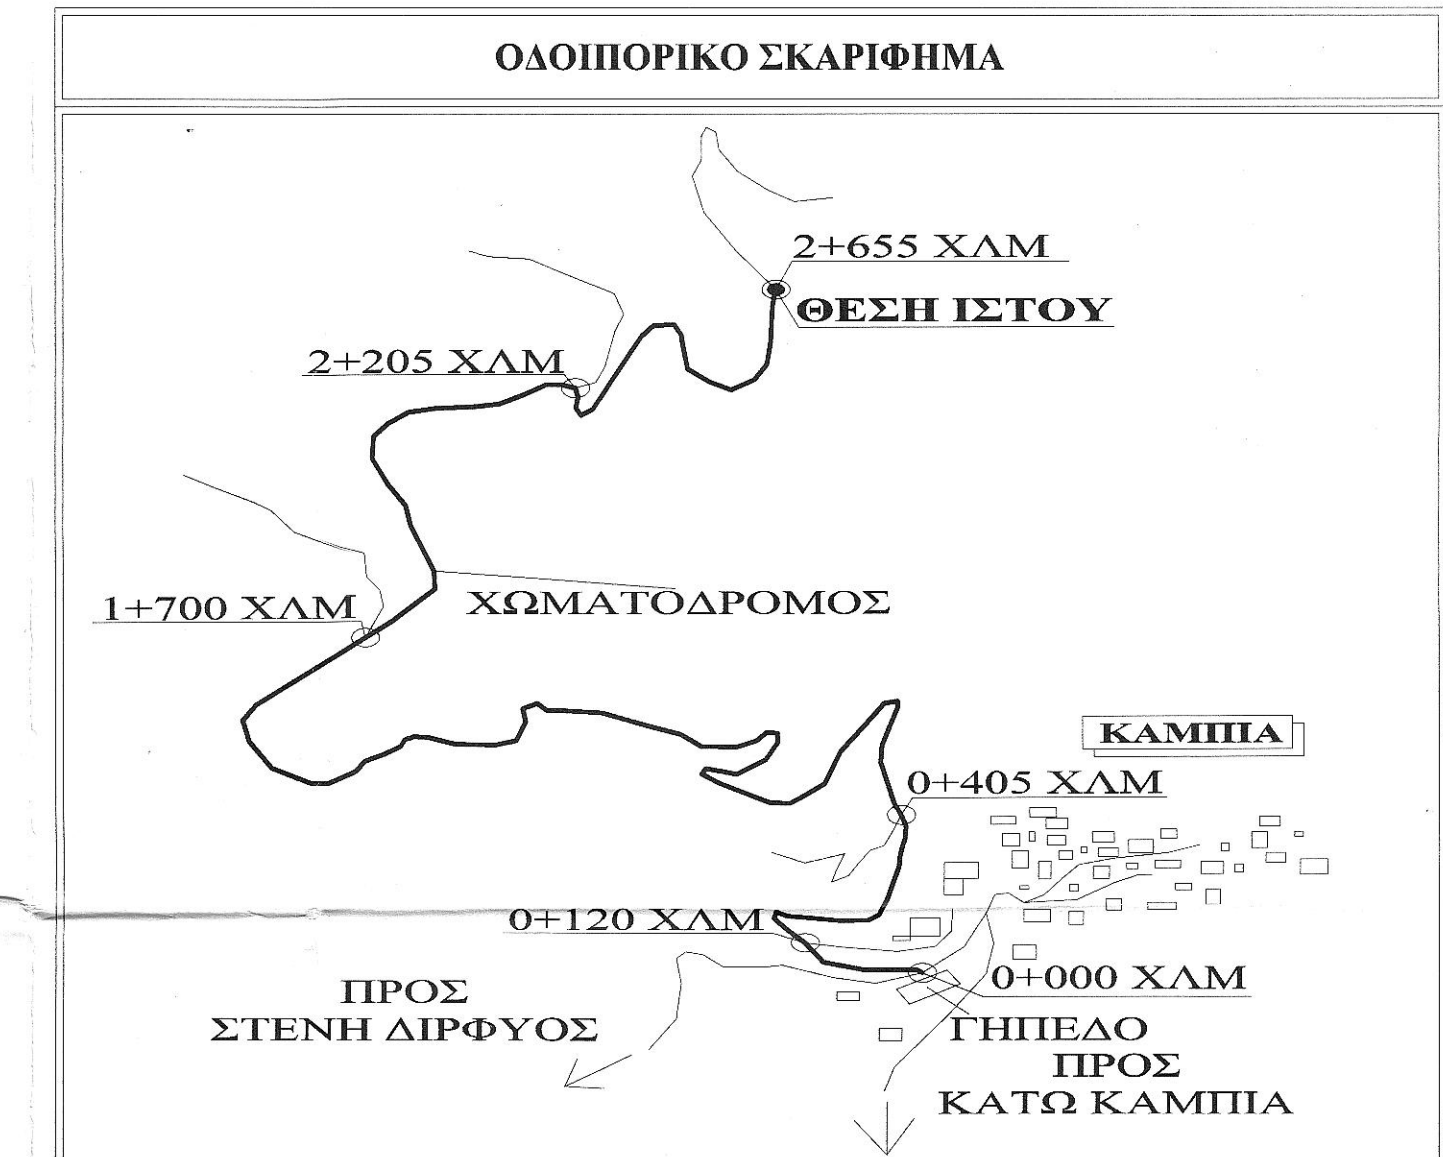 ΟΔΟΙΠΟΡΙΚΟ ΣΚΑΡΙΦΗΜΑ
2+655 ΧΛΜ
ΘΕΣΗ ΙΣΤΟΥ
2+205 ΧΛΜ
1+700 ΧΛΜ
ΧΩΜΑΤΟΔΡΟΜΟΣ
ΚΑΜΠΙΑ
0+405 ΧΛΜ
0+120 ΧΛΜ
0+000 ΧΛΜ
ΠΡΟΣ
ΣΤΕΝΗ ΔΙΡΦΥΟΣ
ΓΗΠΕΔΟ
ΠΡΟΣ
ΚΑΤΩ ΚΑΜΠΙΑ